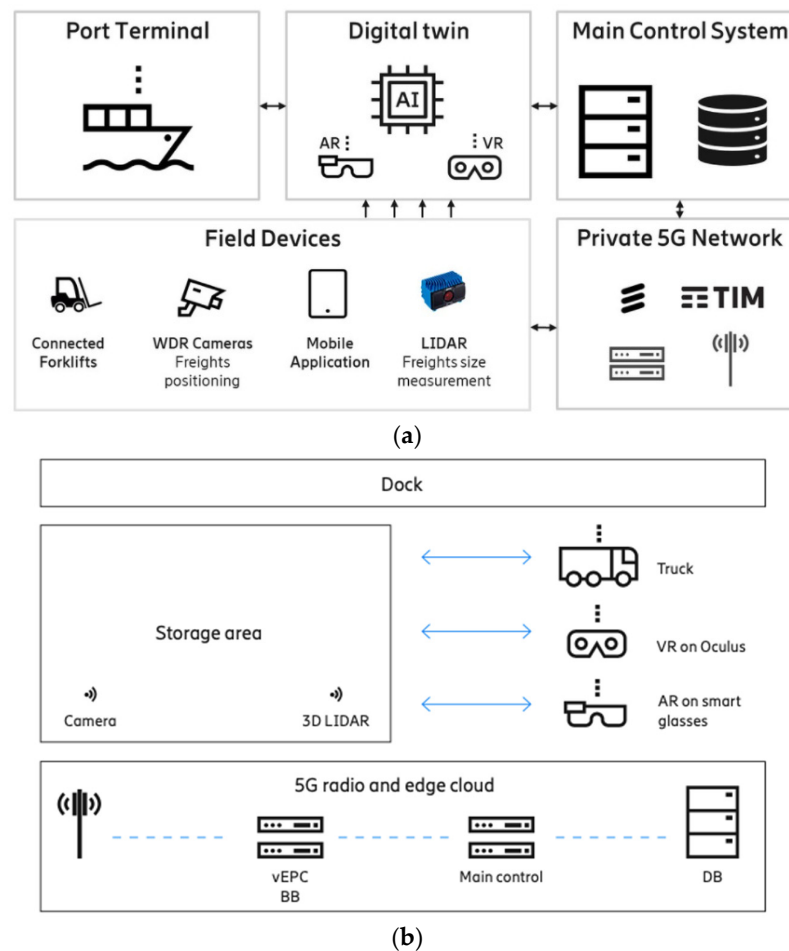 Port Terminal
Digital twin
AI
AR
VR
Main Control System
Field Devices
Connected
Forklifts
WDR Cameras
Freights
positioning
Mobile
Application
LIDAR
Freights size
measurement
Private 5G Network
TIM
(a)
Dock
Storage area
Camera
3D LIDAR
Truck
VR on Oculus
AR on smart
glasses
5G radio and edge cloud
vEPC
BB
Main control
DB
(b)